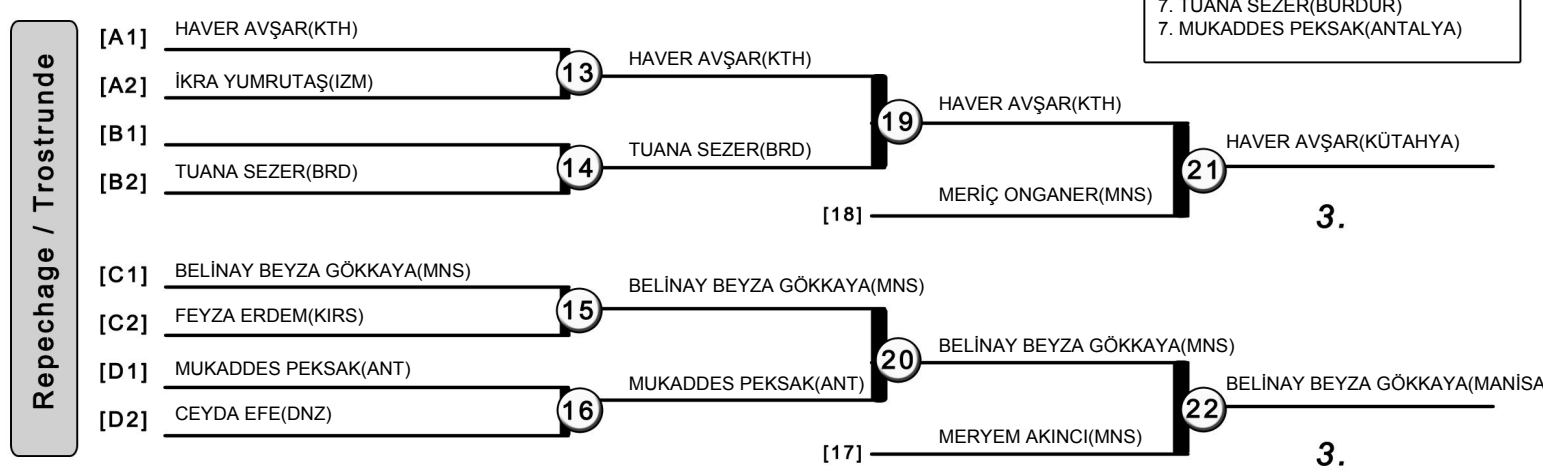 7. TUANA SEZER(BURDUR)
7. MUKADDES PEKSAK(ANTALYA)
Repechage / Trostrunde
[A1] HAVER AVŞAR(KTH)
[A2] İKRA YUMRUTAŞ(IZM)
13
HAVER AVŞAR(KTH)
[B1]
[B2] TUANA SEZER(BRD)
14
TUANA SEZER(BRD)
19
HAVER AVŞAR(KTH)
[18] MERİÇ ONGANER(MNS)
21
HAVER AVŞAR(KÜTAHYA)
3.
[C1] BELİNAY BEYZA GÖKKAYA(MNS)
[C2] FEYZA ERDEM(KIRS)
15
BELİNAY BEYZA GÖKKAYA(MNS)
[D1] MUKADDES PEKSAK(ANT)
[D2] CEYDA EFE(DNZ)
16
MUKADDES PEKSAK(ANT)
20
BELİNAY BEYZA GÖKKAYA(MNS)
[17] MERYEM AKINCI(MNS)
22
BELİNAY BEYZA GÖKKAYA(MANİSA
3.